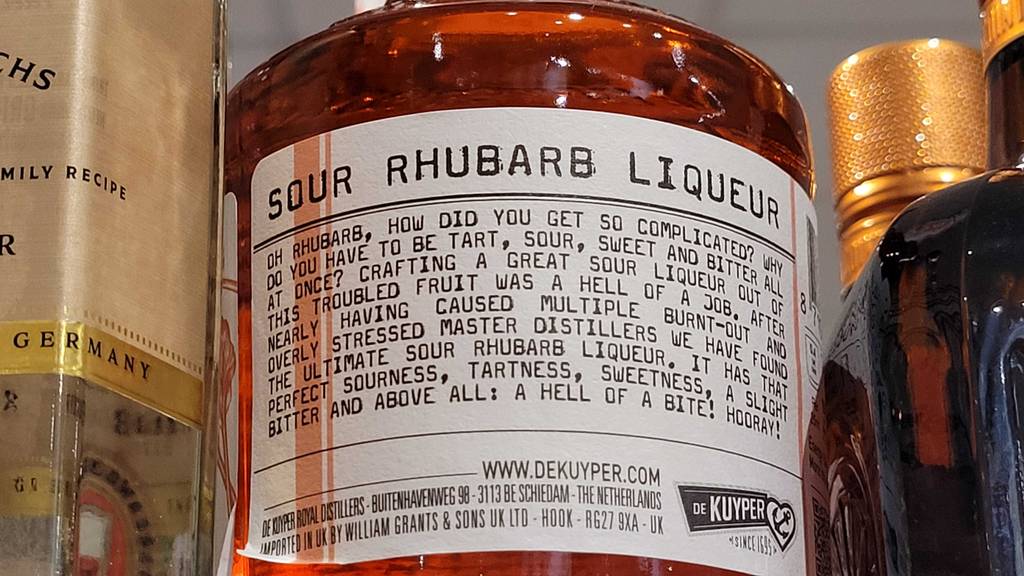 CHS
MILY RECIPE
R
GERMANY
SOUR RHUBARB LIQUEUR
OH RHUBARB, HOW DID YOU GET SO COMPLICATED? WHY
DO YOU HAVE TO BE TART, SOUR, SWEET AND BITTER ALL
AT ONCE? CRAFTING A GREAT SOUR LIQUEUR OUT OF
THIS TROUBLED FRUIT WAS A HELL OF A JOB. AFTER
NEARLY HAVING CAUSED MULTIPLE BURNT-OUT AND
OVERLY STRESSED MASTER DISTILLERS WE HAVE FOUND
THE ULTIMATE SOUR RHUBARB LIQUEUR. IT HAS THAT
PERFECT SOURNESS, TARTNESS, SWEETNESS, A SLIGHT
BITTER AND ABOVE ALL: A HELL OF A BITE! HOORAY!
WWW.DEKUYPER.COM
DE KUYPER ROYAL DISTILLERS - BUITENHAVENWEG 98 - 3113 BE SCHIEDAM - THE NETHERLANDS
IMPORTED IN UK BY WILLIAM GRANTS & SONS UK LTD - HOOK - RG27 9XA - UK
DE KUYPER
SINCE 1695